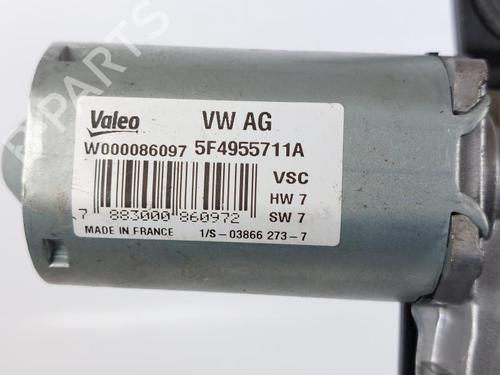 Valeo VW AG
W000086097 5F4955711A
VSC
HW 7
7 883000 860972 SW 7
MADE IN FRANCE 1/S - 03866 273 - 7
B PARTS